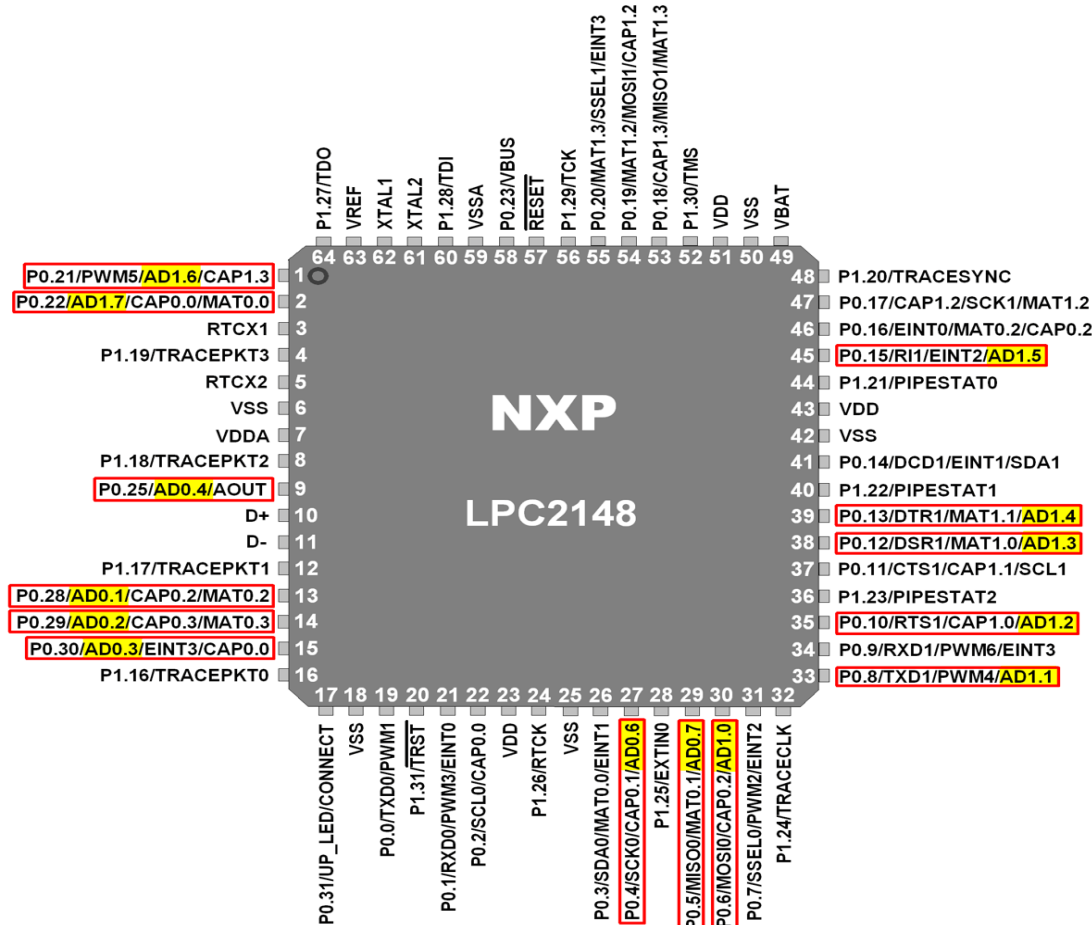 P1.27/TDO
VREF
XTAL1
XTAL2
P1.28/TDI
VSSA
P0.23/VBUS
RESET
P1.29/TCK
P0.20/MAT1.3/SSEL1/EINT3
P0.19/MAT1.2/MOSI1/CAP1.2
P0.18/CAP1.3/MISO1/MAT1.3
P1.30/TMS
VDD
VSS
VBAT
64 63 62 61 60 59 58 57 56 55 54 53 52 51 50 49
P0.21/PWM5/AD1.6/CAP1.3 1
P0.22/AD1.7/CAP0.0/MAT0.0 2
RTCX1 3
P1.19/TRACEPKT3 4
RTCX2 5
VSS 6
VDDA 7
P1.18/TRACEPKT2 8
P0.25/AD0.4/AOUT 9
D+ 10
D- 11
P1.17/TRACEPKT1 12
P0.28/AD0.1/CAP0.2/MAT0.2 13
P0.29/AD0.2/CAP0.3/MAT0.3 14
P0.30/AD0.3/EINT3/CAP0.0 15
P1.16/TRACEPKT0 16
NXP
LPC2148
48 P1.20/TRACESYNC
47 P0.17/CAP1.2/SCK1/MAT1.2
46 P0.16/EINT0/MAT0.2/CAP0.2
45 P0.15/RI1/EINT2/AD1.5
44 P1.21/PIPESTAT0
43 VDD
42 VSS
41 P0.14/DCD1/EINT1/SDA1
40 P1.22/PIPESTAT1
39 P0.13/DTR1/MAT1.1/AD1.4
38 P0.12/DSR1/MAT1.0/AD1.3
37 P0.11/CTS1/CAP1.1/SCL1
36 P1.23/PIPESTAT2
35 P0.10/RTS1/CAP1.0/AD1.2
34 P0.9/RXD1/PWM6/EINT3
33 P0.8/TXD1/PWM4/AD1.1
17 18 19 20 21 22 23 24 25 26 27 28 29 30 31 32
P0.31/UP_LED/CONNECT
VSS
P0.0/TXD0/PWM1
P1.31/TRST
P0.1/RXD0/PWM3/EINT0
P0.2/SCL0/CAP0.0
VDD
P1.26/RTCK
VSS
P0.3/SDA0/MAT0.0/EINT1
P0.4/SCK0/CAP0.1/AD0.6
P1.25/EXTIN0
P0.5/MISO0/MAT0.1/AD0.7
P0.6/MOSI0/CAP0.2/AD1.0
P0.7/SSEL0/PWM2/EINT2
P1.24/TRACECLK